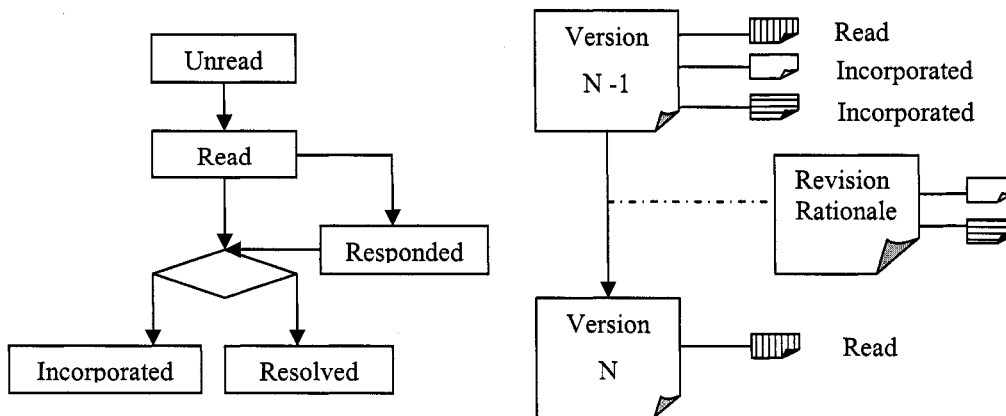 Unread
Read
Responded
Incorporated
Resolved
Version
N -1
Read
Incorporated
Incorporated
Revision
Rationale
Version
N
Read